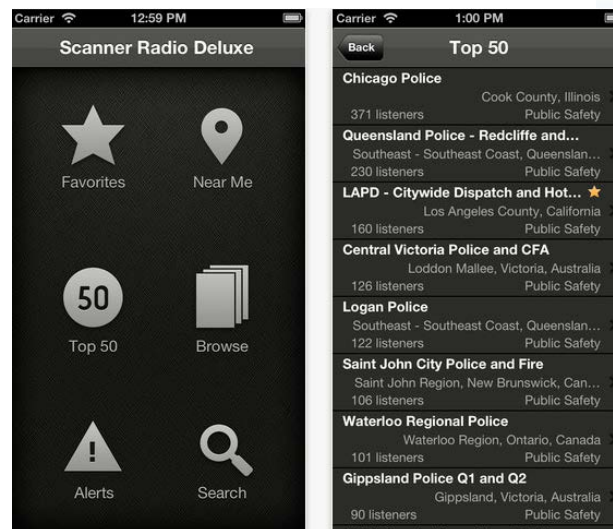 Carrier 12:59 PM
Scanner Radio Deluxe
Favorites Near Me
50
Top 50 Browse
Alerts Search
Carrier 1:00 PM
Back Top 50
Chicago Police
Cook County, Illinois
371 listeners Public Safety
Queensland Police - Redcliffe and...
Southeast - Southeast Coast, Queenslan...
230 listeners Public Safety
LAPD - Citywide Dispatch and Hot...
Los Angeles County, California
160 listeners Public Safety
Central Victoria Police and CFA
Loddon Mallee, Victoria, Australia
126 listeners Public Safety
Logan Police
Southeast - Southeast Coast, Queenslan...
122 listeners Public Safety
Saint John City Police and Fire
Saint John Region, New Brunswick, Can...
106 listeners Public Safety
Waterloo Regional Police
Waterloo Region, Ontario, Canada
101 listeners Public Safety
Gippsland Police Q1 and Q2
Gippsland, Victoria, Australia
90 listeners Public Safety